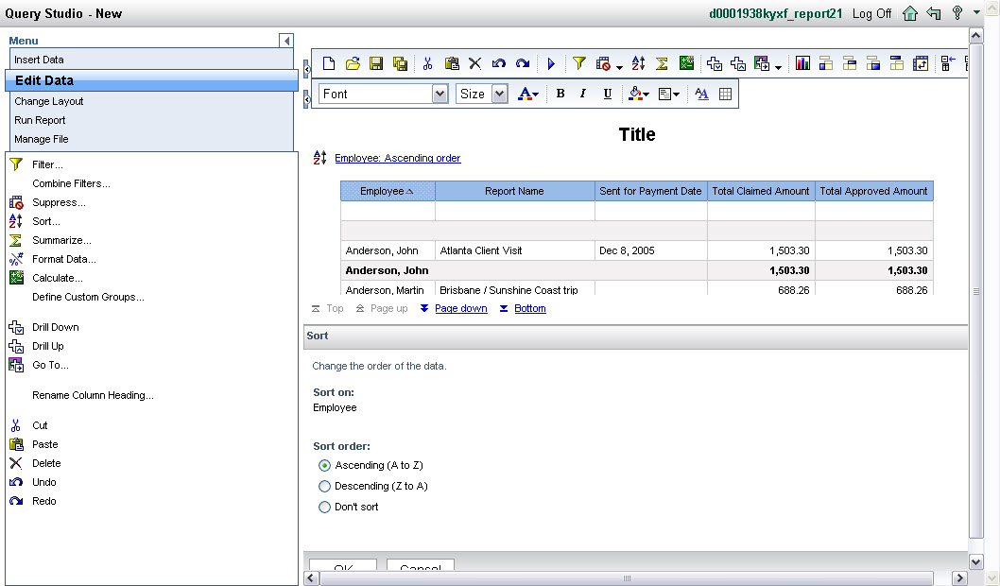 Query Studio - New
d0001938kyxf_report21 Log Off
Menu
Insert Data
Edit Data
Change Layout
Run Report
Manage File
Filter...
Combine Filters...
Suppress...
Sort...
Summarize...
Format Data...
Calculate...
Define Custom Groups...
Drill Down
Drill Up
Go To...
Rename Column Heading...
Cut
Paste
Delete
Undo
Redo
Font Size A B I U
Title
Employee: Ascending order
Employee Report Name Sent for Payment Date Total Claimed Amount Total Approved Amount
Anderson, John Atlanta Client Visit Dec 8, 2005 1,503.30 1,503.30
Anderson, John 1,503.30 1,503.30
Anderson, Martin Brisbane / Sunshine Coast trip 688.26 688.26
Top Page up Page down Bottom
Sort
Change the order of the data.
Sort on:
Employee
Sort order:
Ascending (A to Z)
Descending (Z to A)
Don't sort
OK Cancel